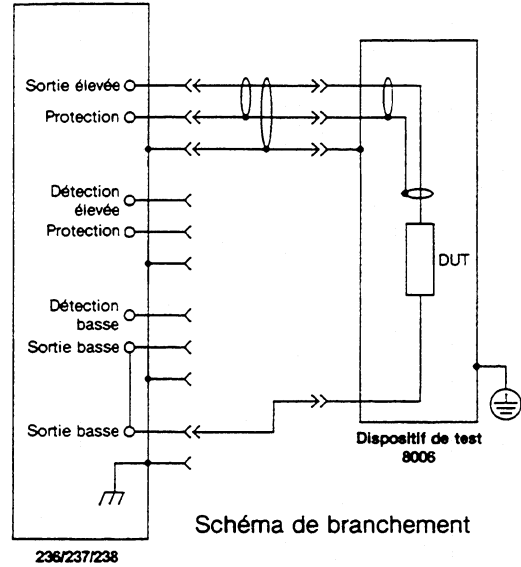 Sortie élevée
Protection
Détection
élevée
Protection
Détection
basse
Sortie basse
Sortie basse
DUT
Dispositif de test
8006
Schéma de branchement
236/237/238